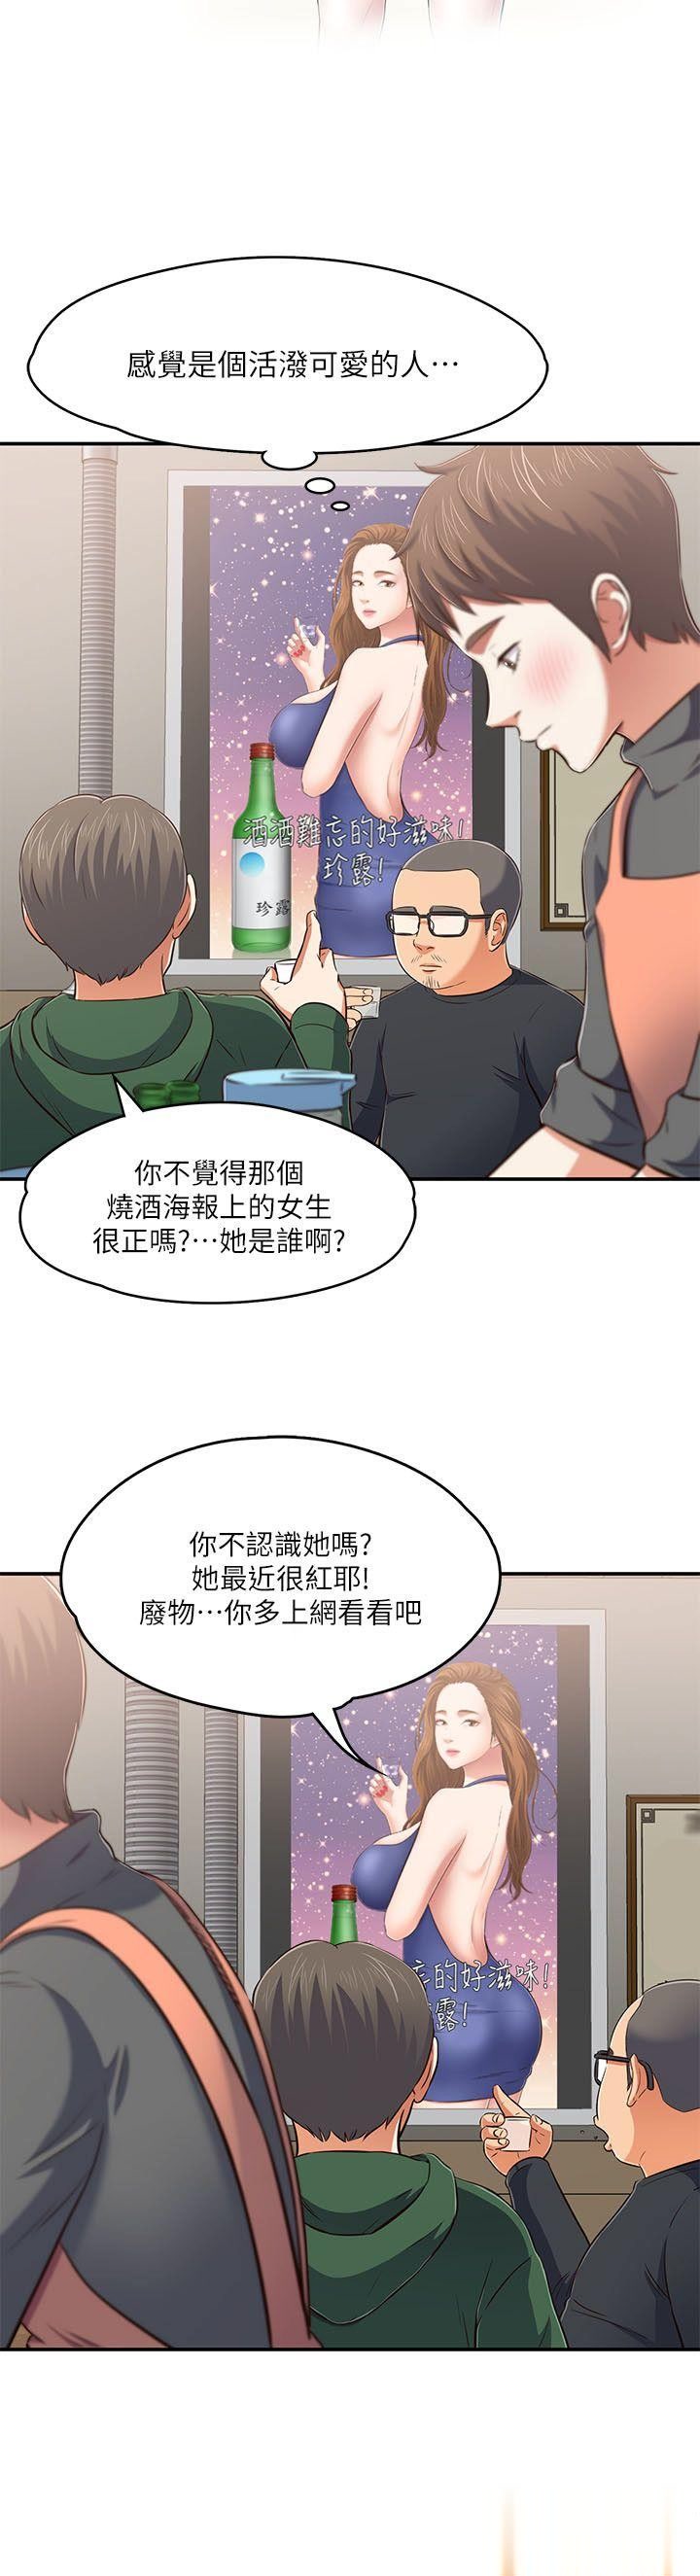 感覺是個活潑可愛的人⋯
酒酒難忘的好滋味!
珍露!
珍露
你不覺得那個
燒酒海報上的女生
很正嗎?⋯她是誰啊?
你不認識她嗎?
她最近很紅耶!
廢物⋯你多上網看看吧
忘的好滋味!
露!